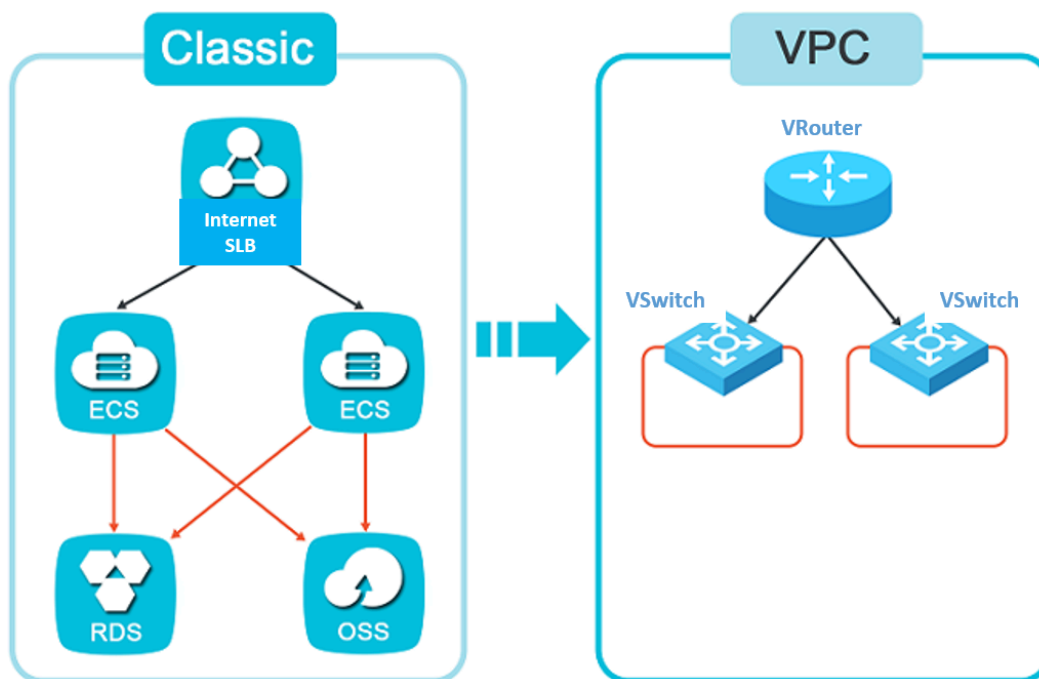 Classic
VPC
Internet
SLB
ECS
ECS
RDS
OSS
VRouter
VSwitch
VSwitch